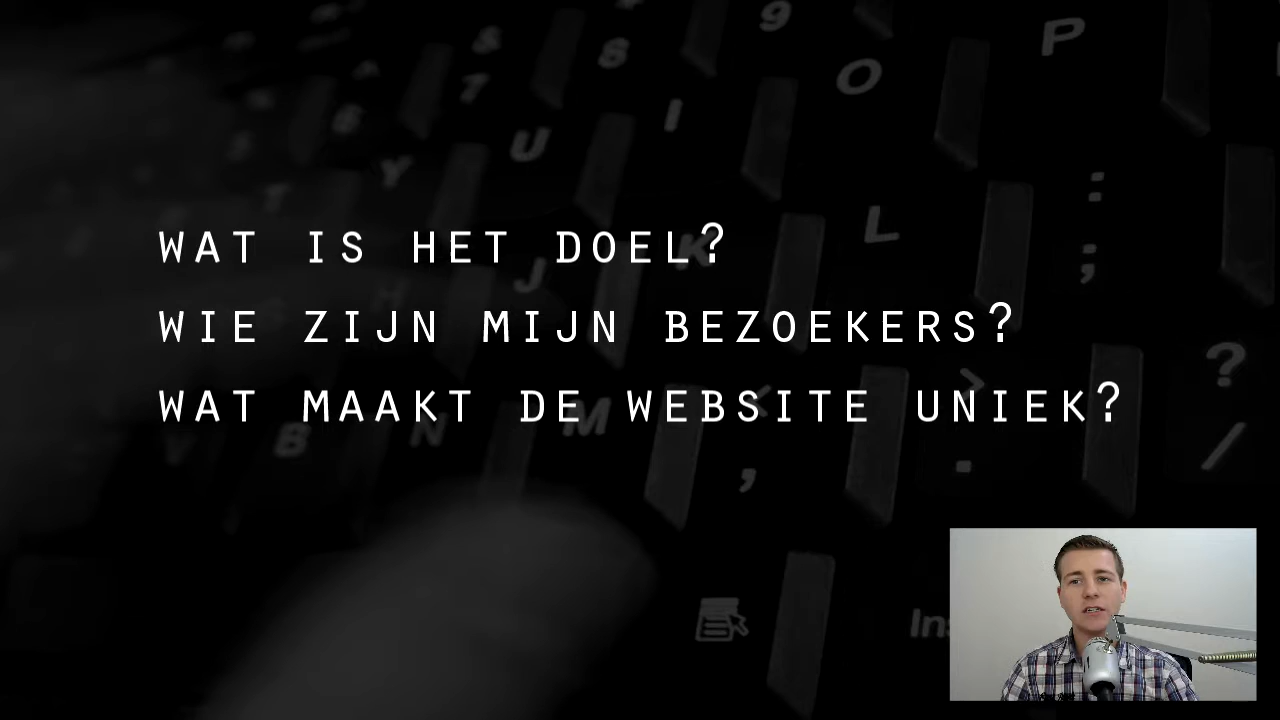 WAT IS HET DOEL?
WIE ZIJN MIJN BEZOEKERS?
WAT MAAKT DE WEBSITE UNIEK?